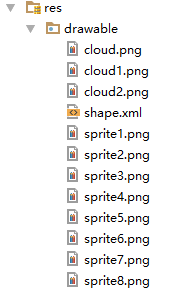 res
drawable
cloud.png
cloud1.png
cloud2.png
shape.xml
sprite1.png
sprite2.png
sprite3.png
sprite4.png
sprite5.png
sprite6.png
sprite7.png
sprite8.png